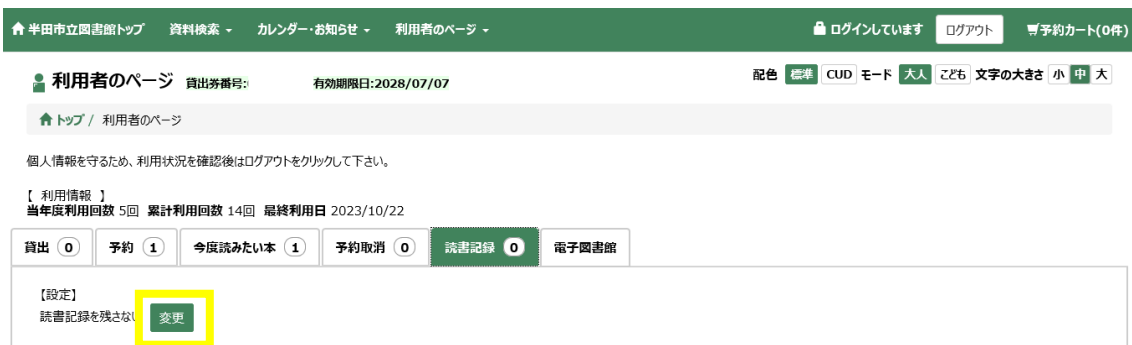 半田市立図書館トップ 資料検索 カレンダー・お知らせ 利用者のページ ログインしています ログアウト 予約カート(0件)
利用者のページ 貸出券番号: 有効期限日:2028/07/07 配色 標準 CUD モード 大人 こども 文字の大きさ 小 中 大
トップ / 利用者のページ
個人情報を守るため、利用状況を確認後はログアウトをクリックして下さい。
【 利用情報 】
当年度利用回数 5回 累計利用回数 14回 最終利用日 2023/10/22
貸出 0 予約 1 今度読みたい本 1 予約取消 0 読書記録 0 電子図書館
【設定】
読書記録を残さない 変更